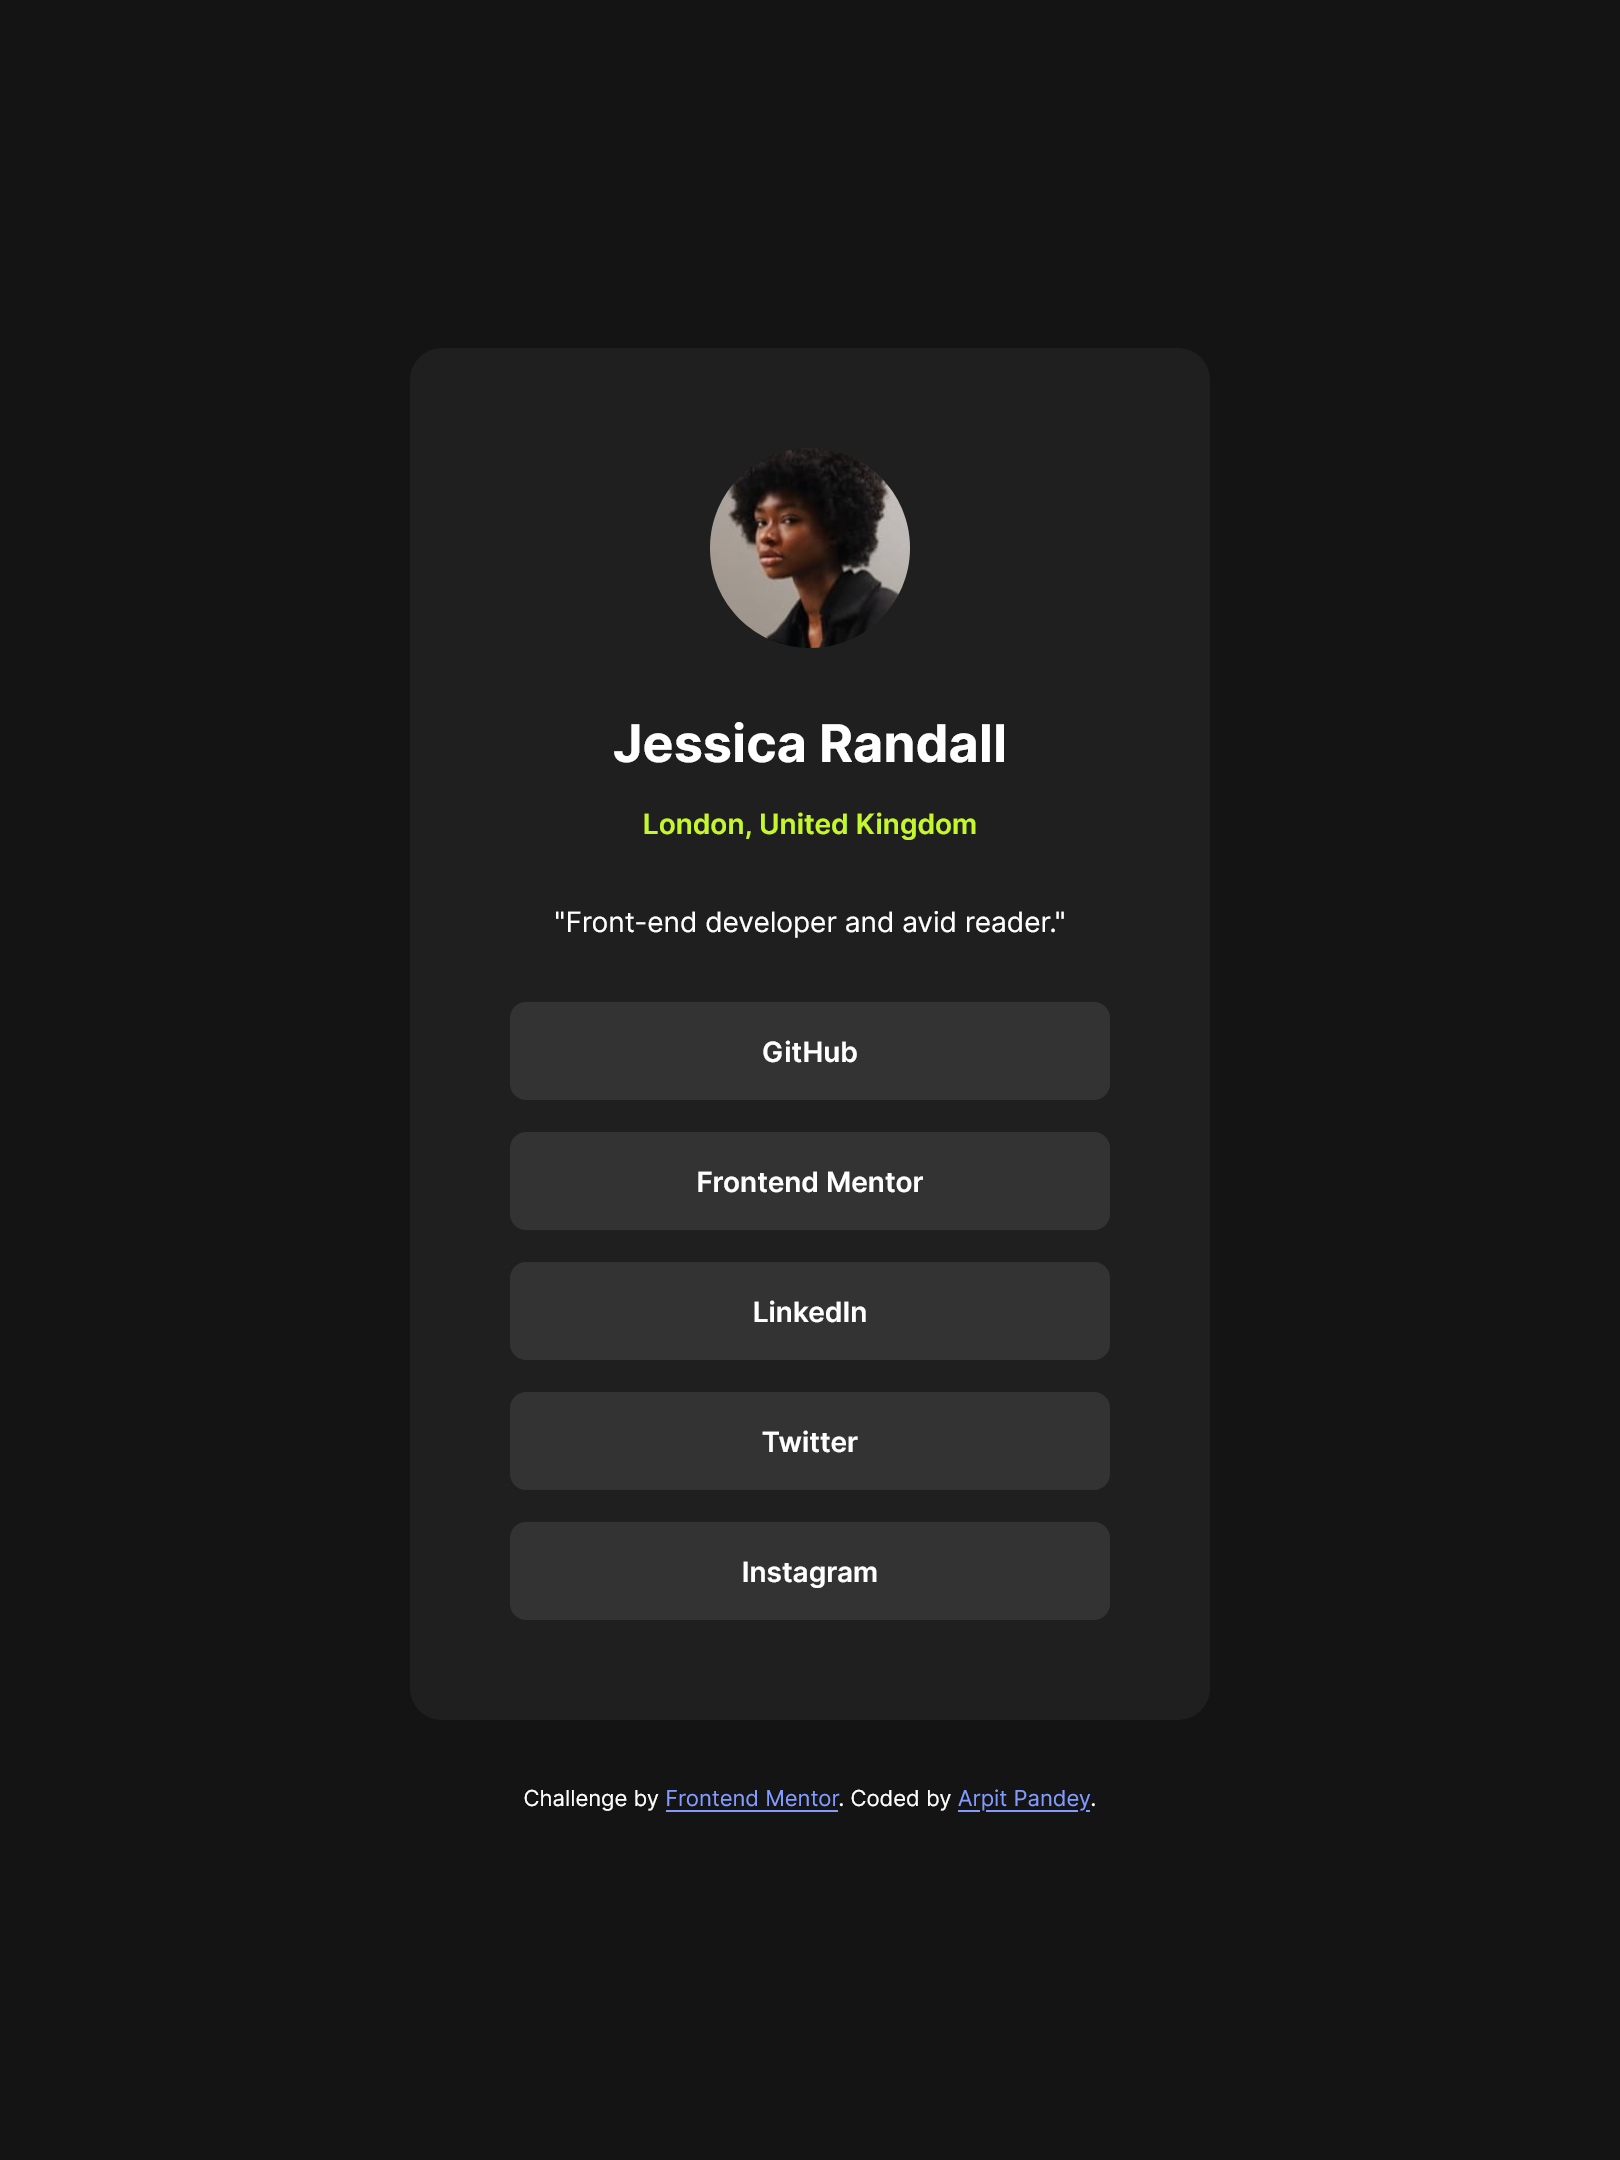 Jessica Randall
London, United Kingdom
"Front-end developer and avid reader."
GitHub
Frontend Mentor
LinkedIn
Twitter
Instagram
Challenge by Frontend Mentor. Coded by Arpit Pandey.